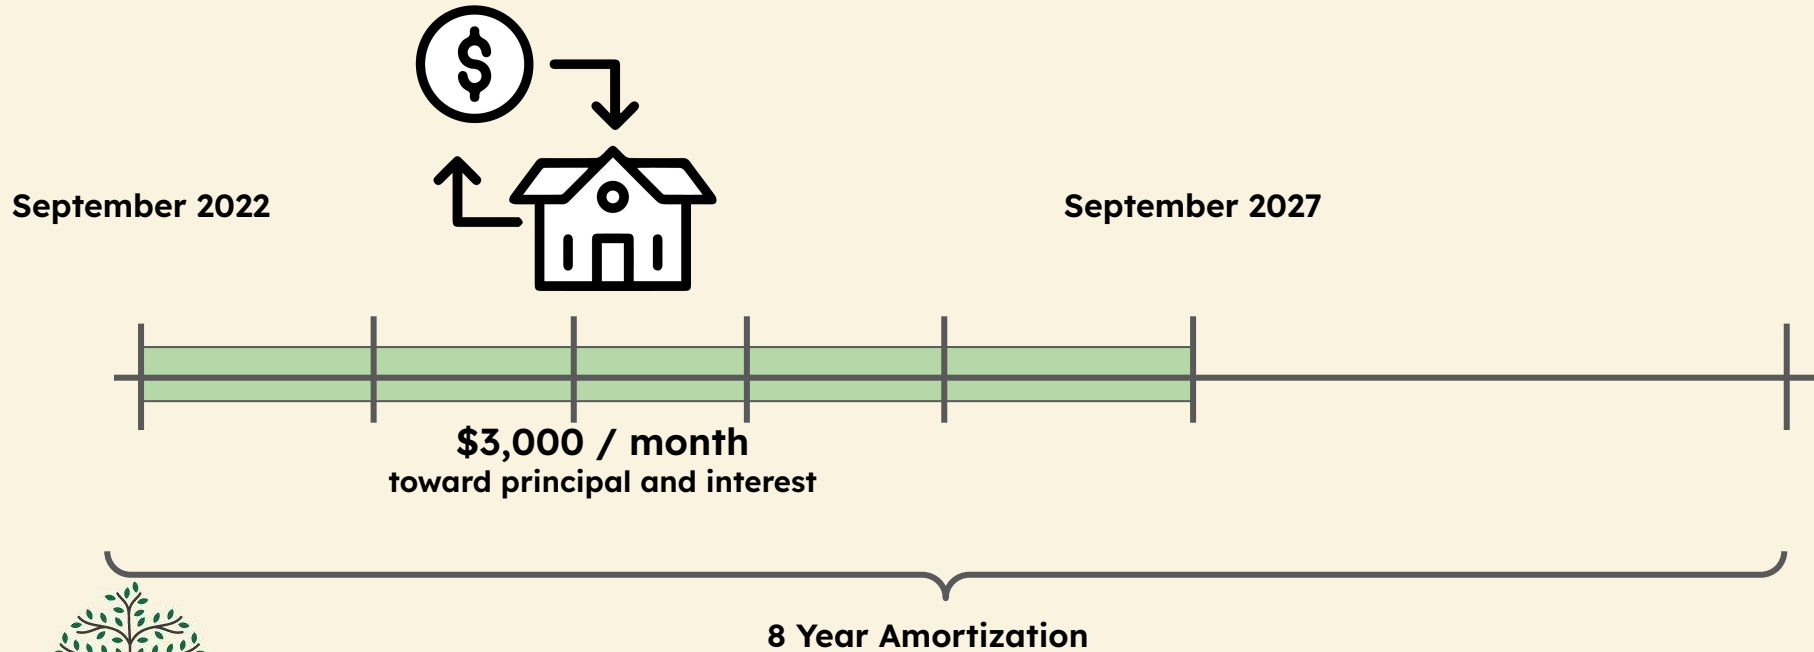 $
September 2022
September 2027
$3,000 / month
toward principal and interest
8 Year Amortization